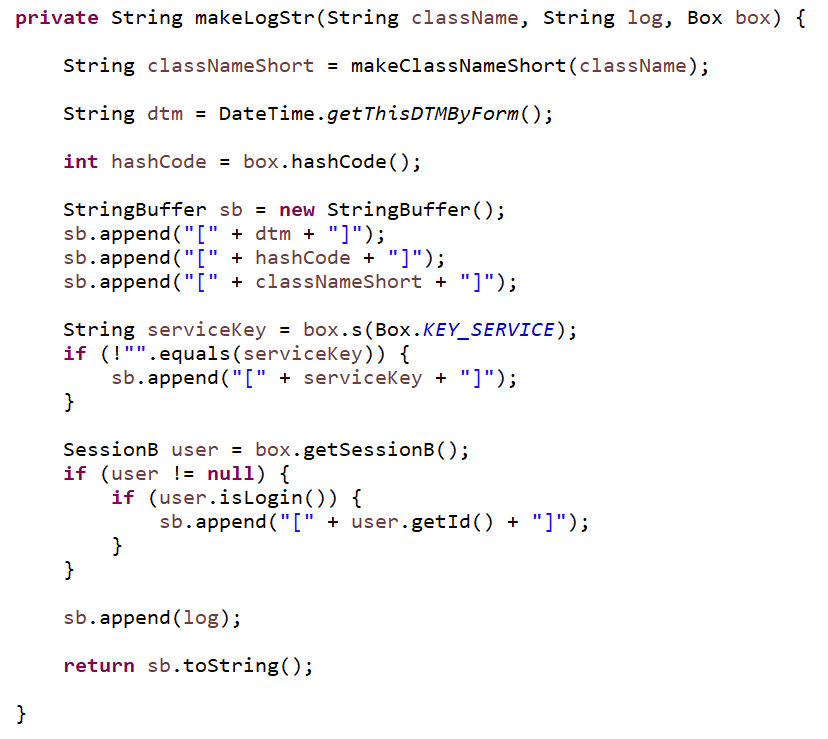 private String makeLogStr(String className, String log, Box box) {
    String classNameShort = makeClassNameShort(className);
    String dtm = DateTime.getThisDTMByForm();
    int hashCode = box.hashCode();
    StringBuffer sb = new StringBuffer();
    sb.append("[" + dtm + "]");
    sb.append("[" + hashCode + "]");
    sb.append("[" + classNameShort + "]");
    String serviceKey = box.s(Box.KEY_SERVICE);
    if (!"".equals(serviceKey)) {
        sb.append("[" + serviceKey + "]");
    }
    SessionB user = box.getSessionB();
    if (user != null) {
        if (user.isLogin()) {
            sb.append("[" + user.getId() + "]");
        }
    }
    sb.append(log);
    return sb.toString();
}